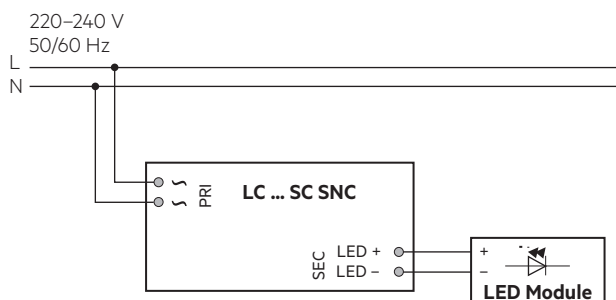 220–240 V
50/60 Hz
L
N
~ PRI
~
LC ... SC SNC
SEC
LED +
LED –
+
–
LED Module